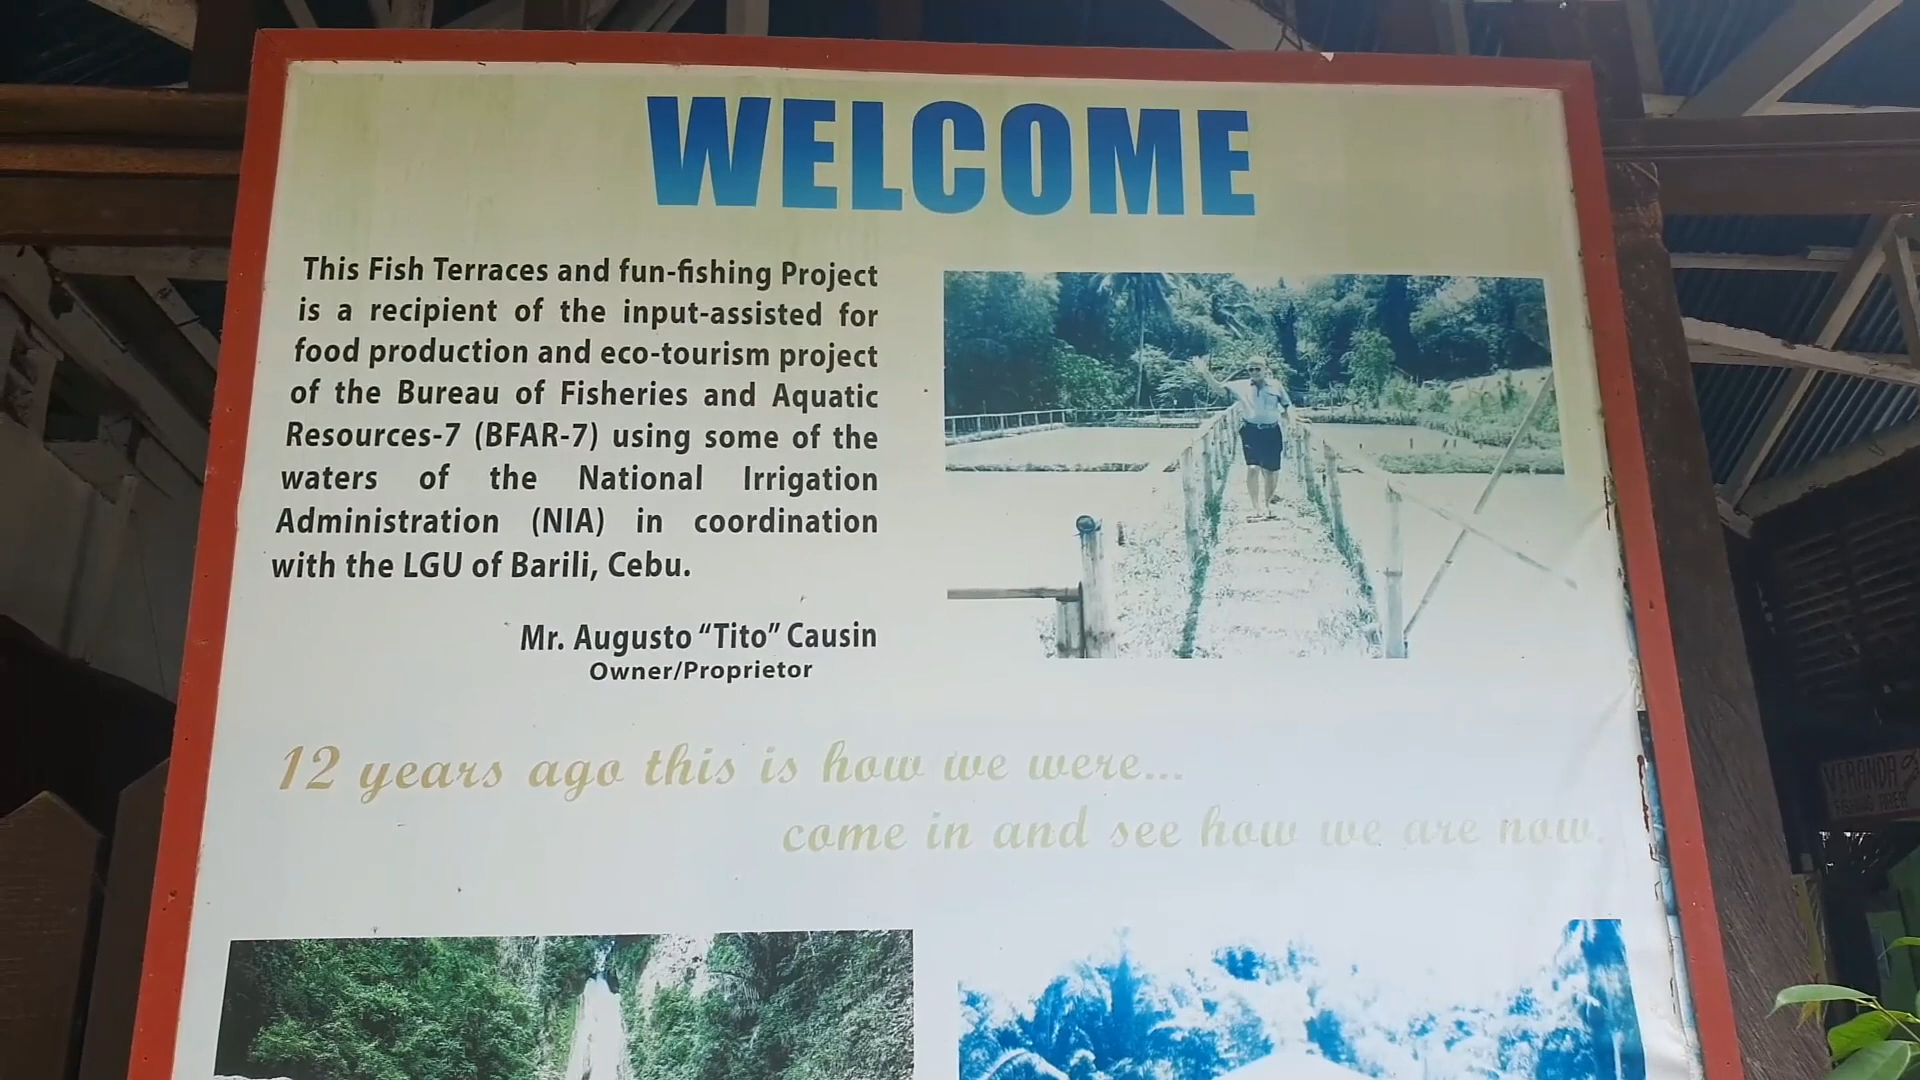 WELCOME
This Fish Terraces and fun-fishing Project
is a recipient of the input-assisted for
food production and eco-tourism project
of the Bureau of Fisheries and Aquatic
Resources-7 (BFAR-7) using some of the
waters of the National Irrigation
Administration (NIA) in coordination
with the LGU of Barili, Cebu.
Mr. Augusto “Tito” Causin
Owner/Proprietor
12 years ago this is how we were...
come in and see how we are now.
VERANDA
FISHING AREA